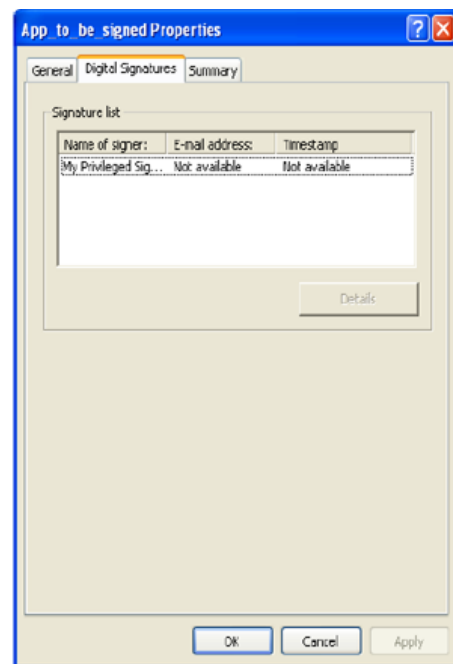 App_to_be_signed Properties
General Digital Signatures Summary
Signature list
Name of signer: E-mail address: Timestamp
My Privileged Sig... Not available Not available
Details
OK Cancel Apply